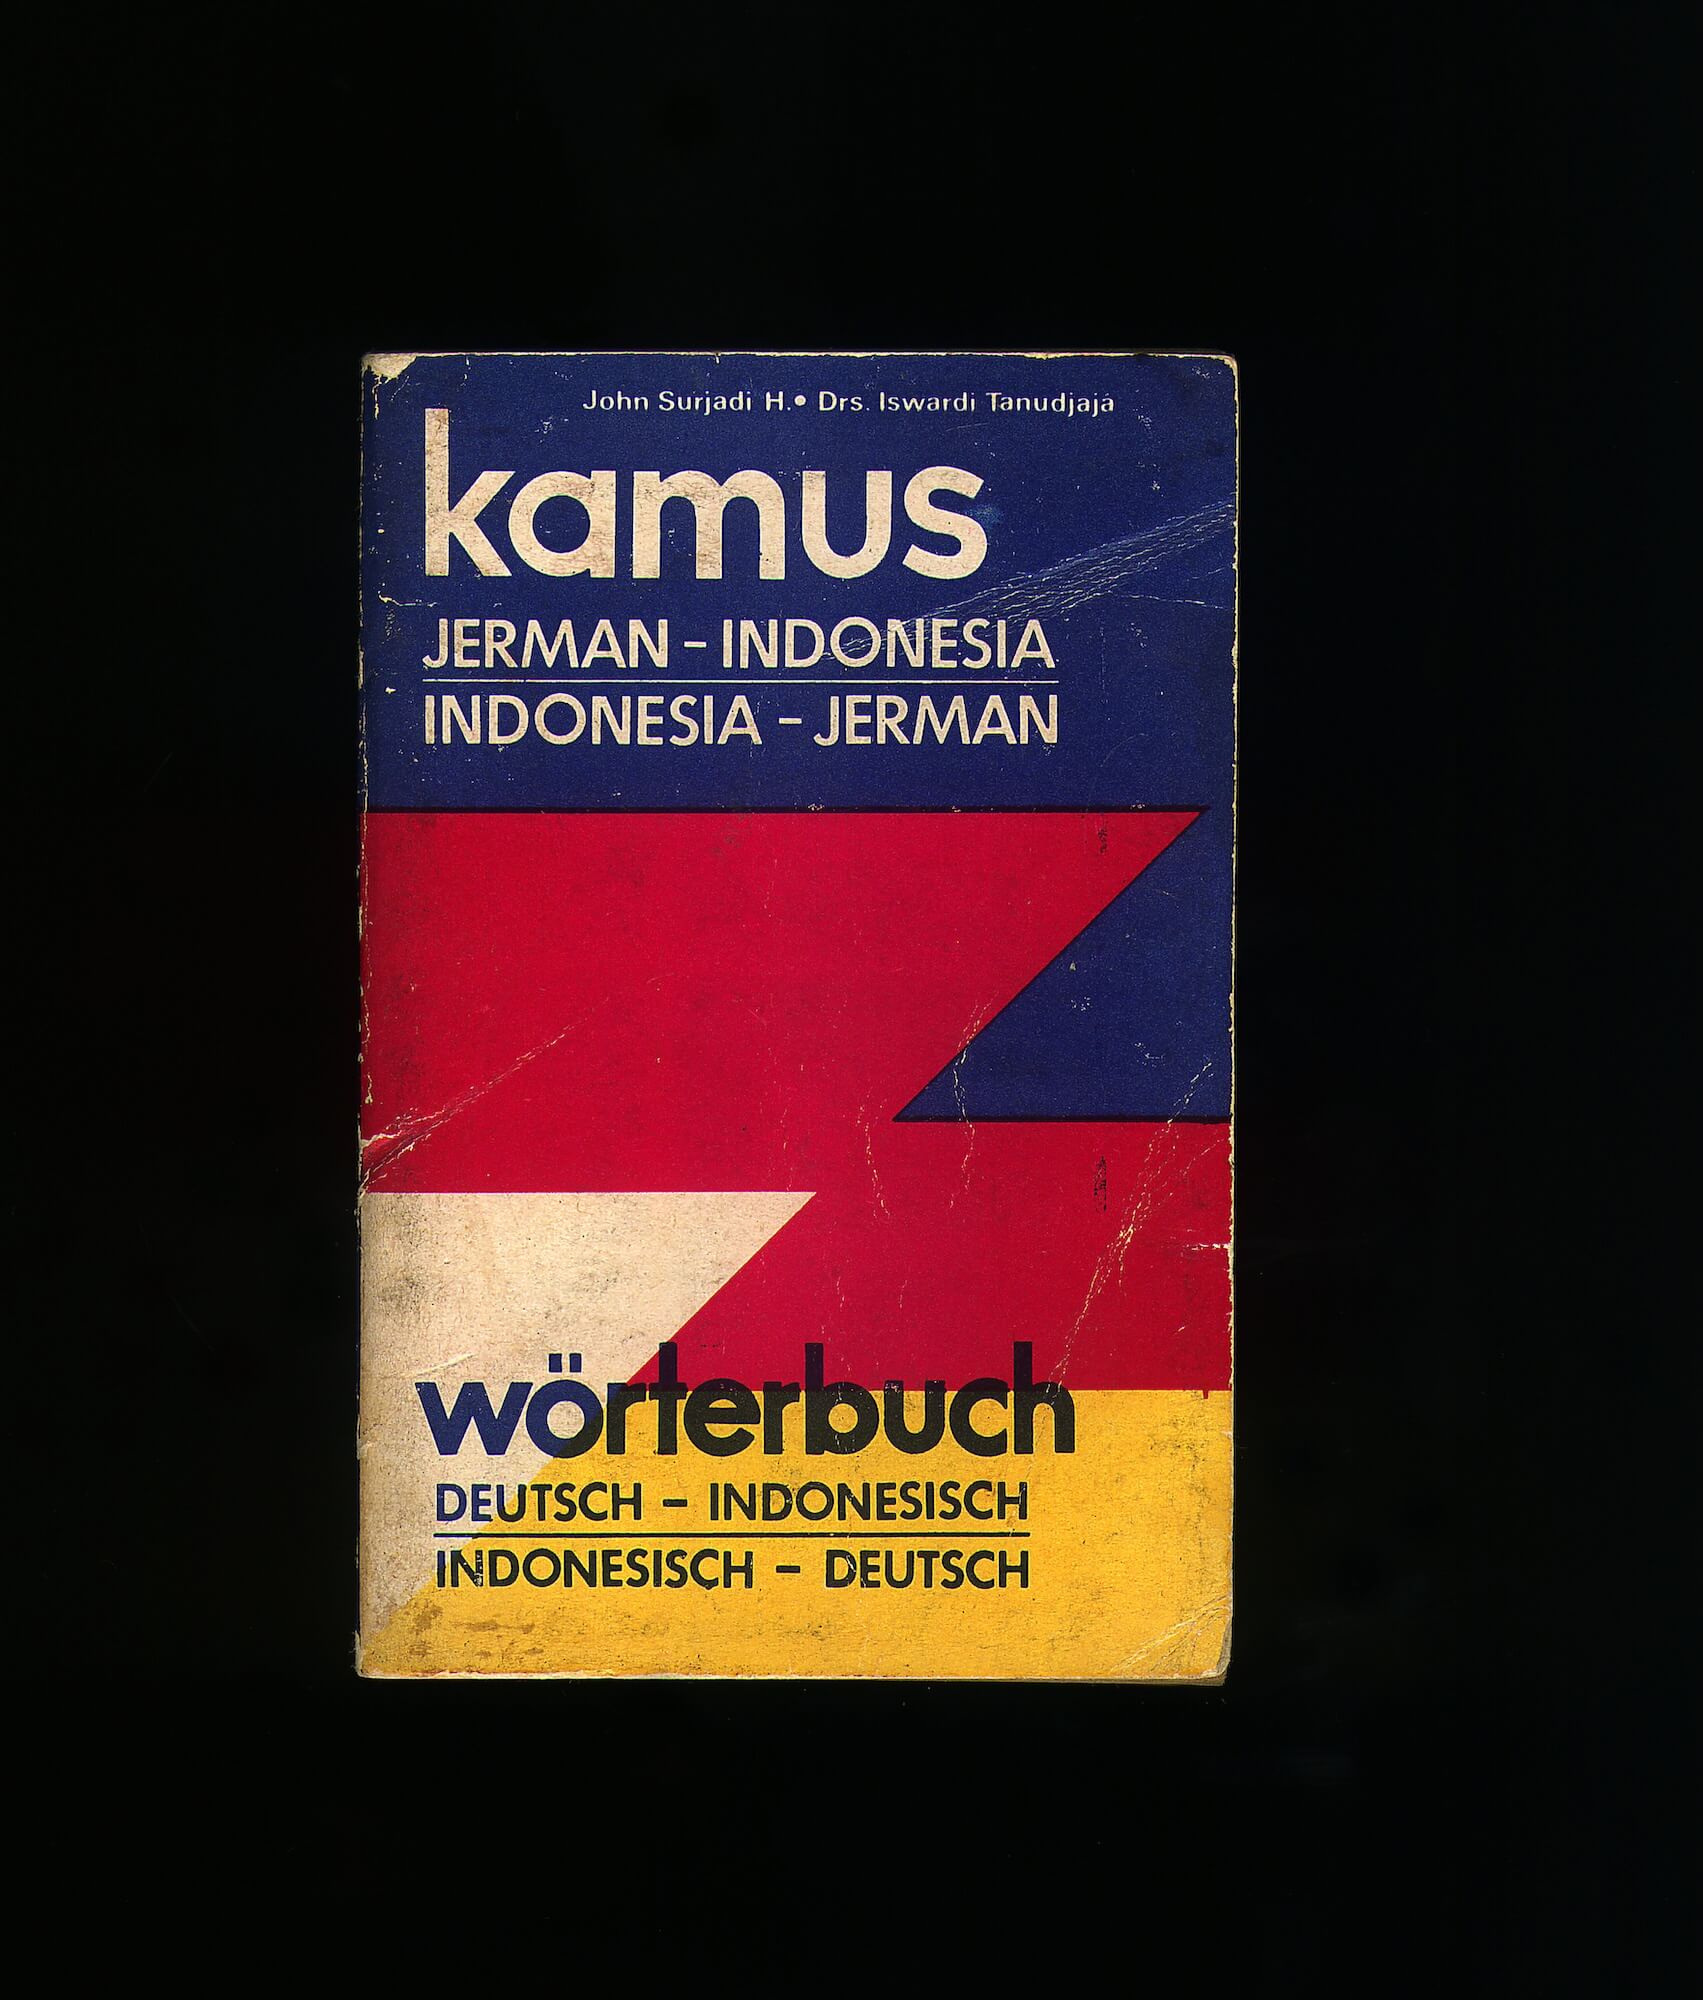 John Surjadi H.• Drs. Iswardi Tanudjaja
kamus
JERMAN – INDONESIA
INDONESIA – JERMAN
wörterbuch
DEUTSCH – INDONESISCH
INDONESISCH – DEUTSCH